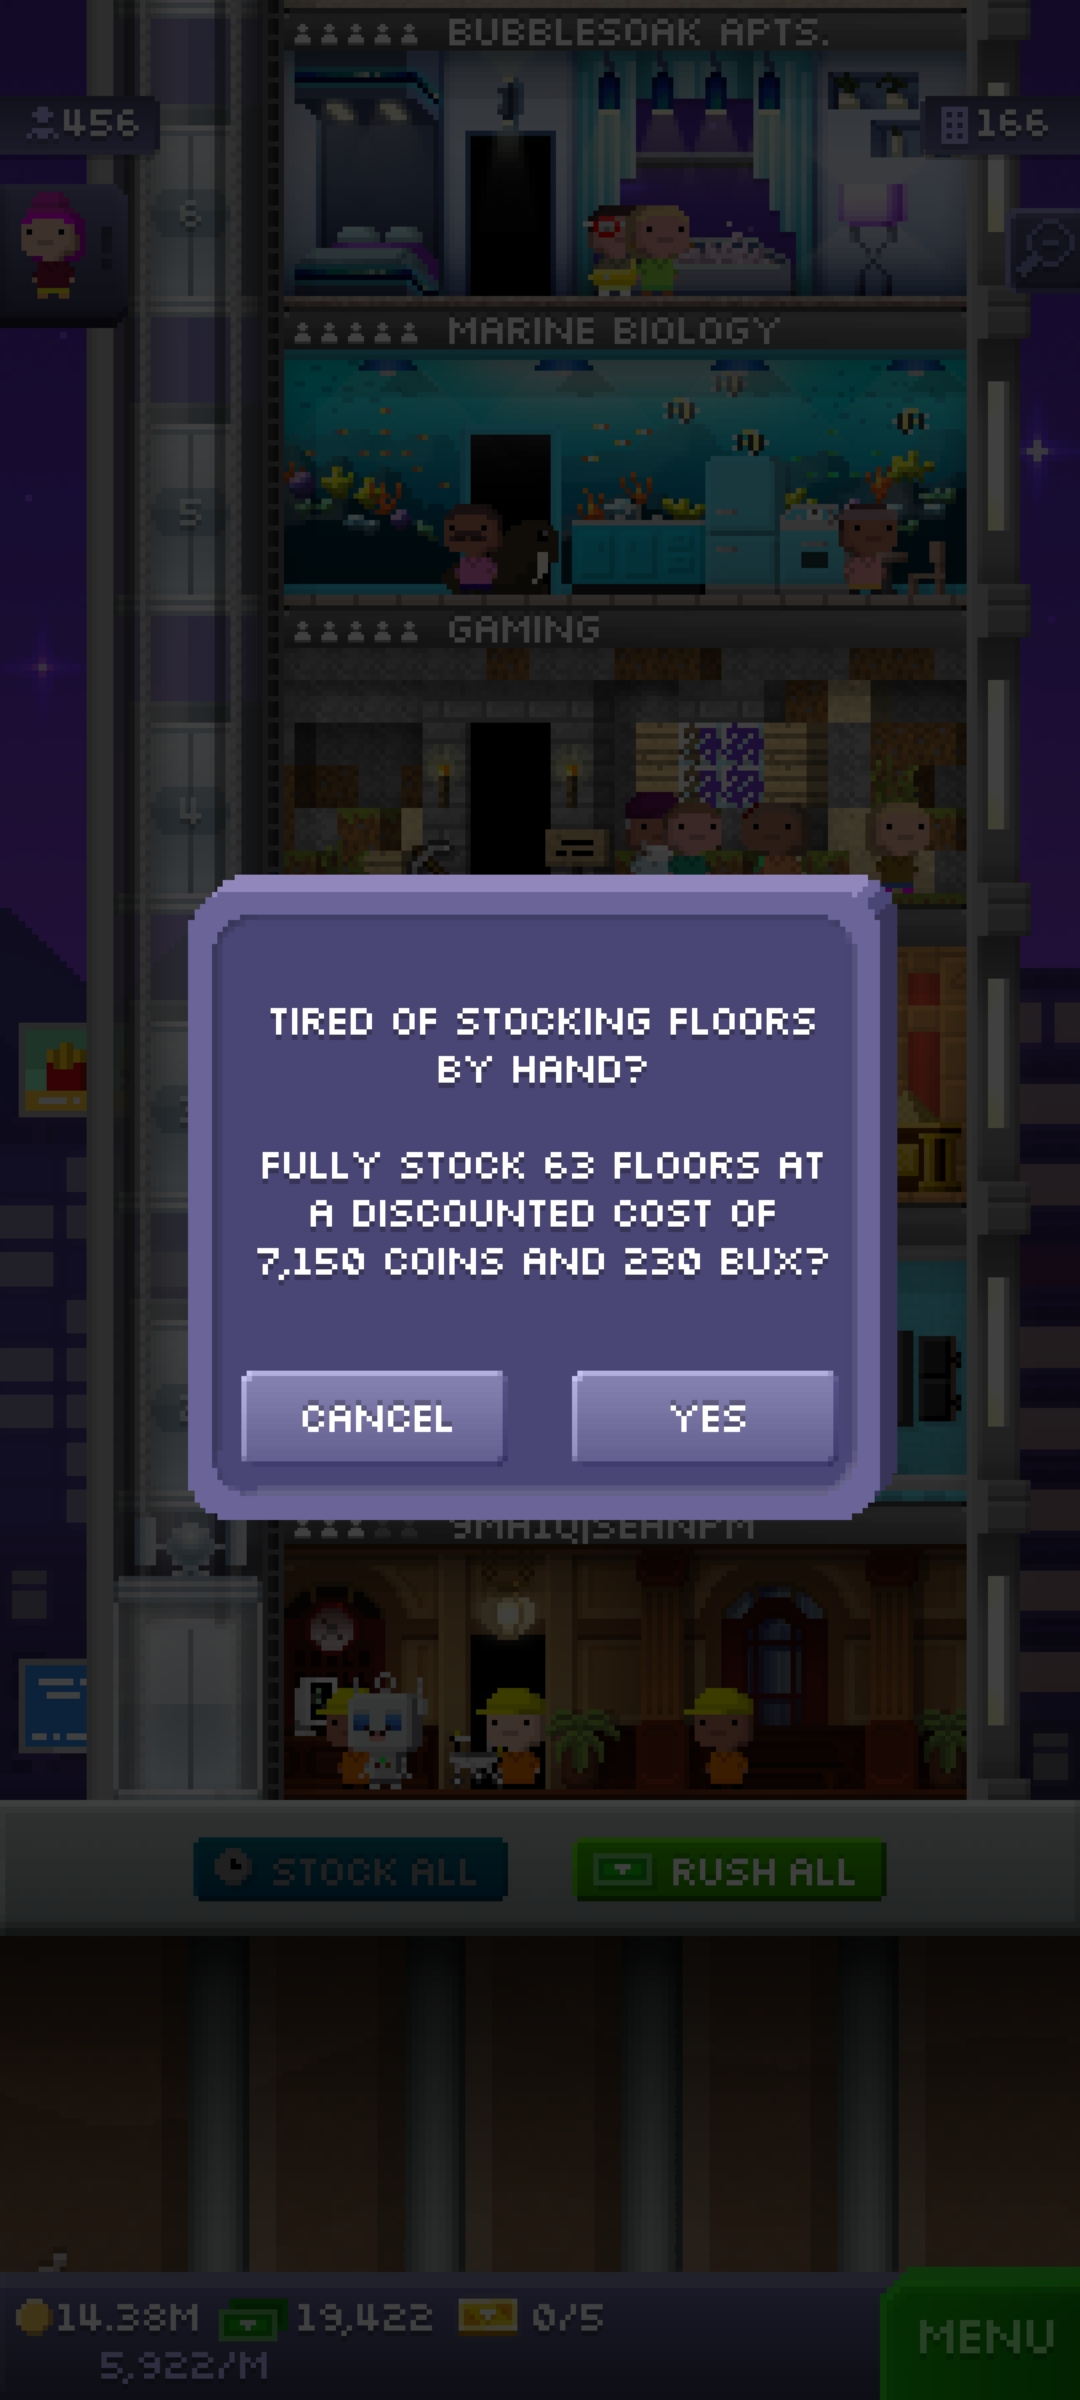 BUBBLESOAK APTS.
456
166
6
MARINE BIOLOGY
5
GAMING
4
TIRED OF STOCKING FLOORS
BY HAND?
FULLY STOCK 63 FLOORS AT
A DISCOUNTED COST OF
7,150 COINS AND 230 BUX?
CANCEL
YES
STOCK ALL
RUSH ALL
14.38M
19,422
0/5
5,922/M
MENU